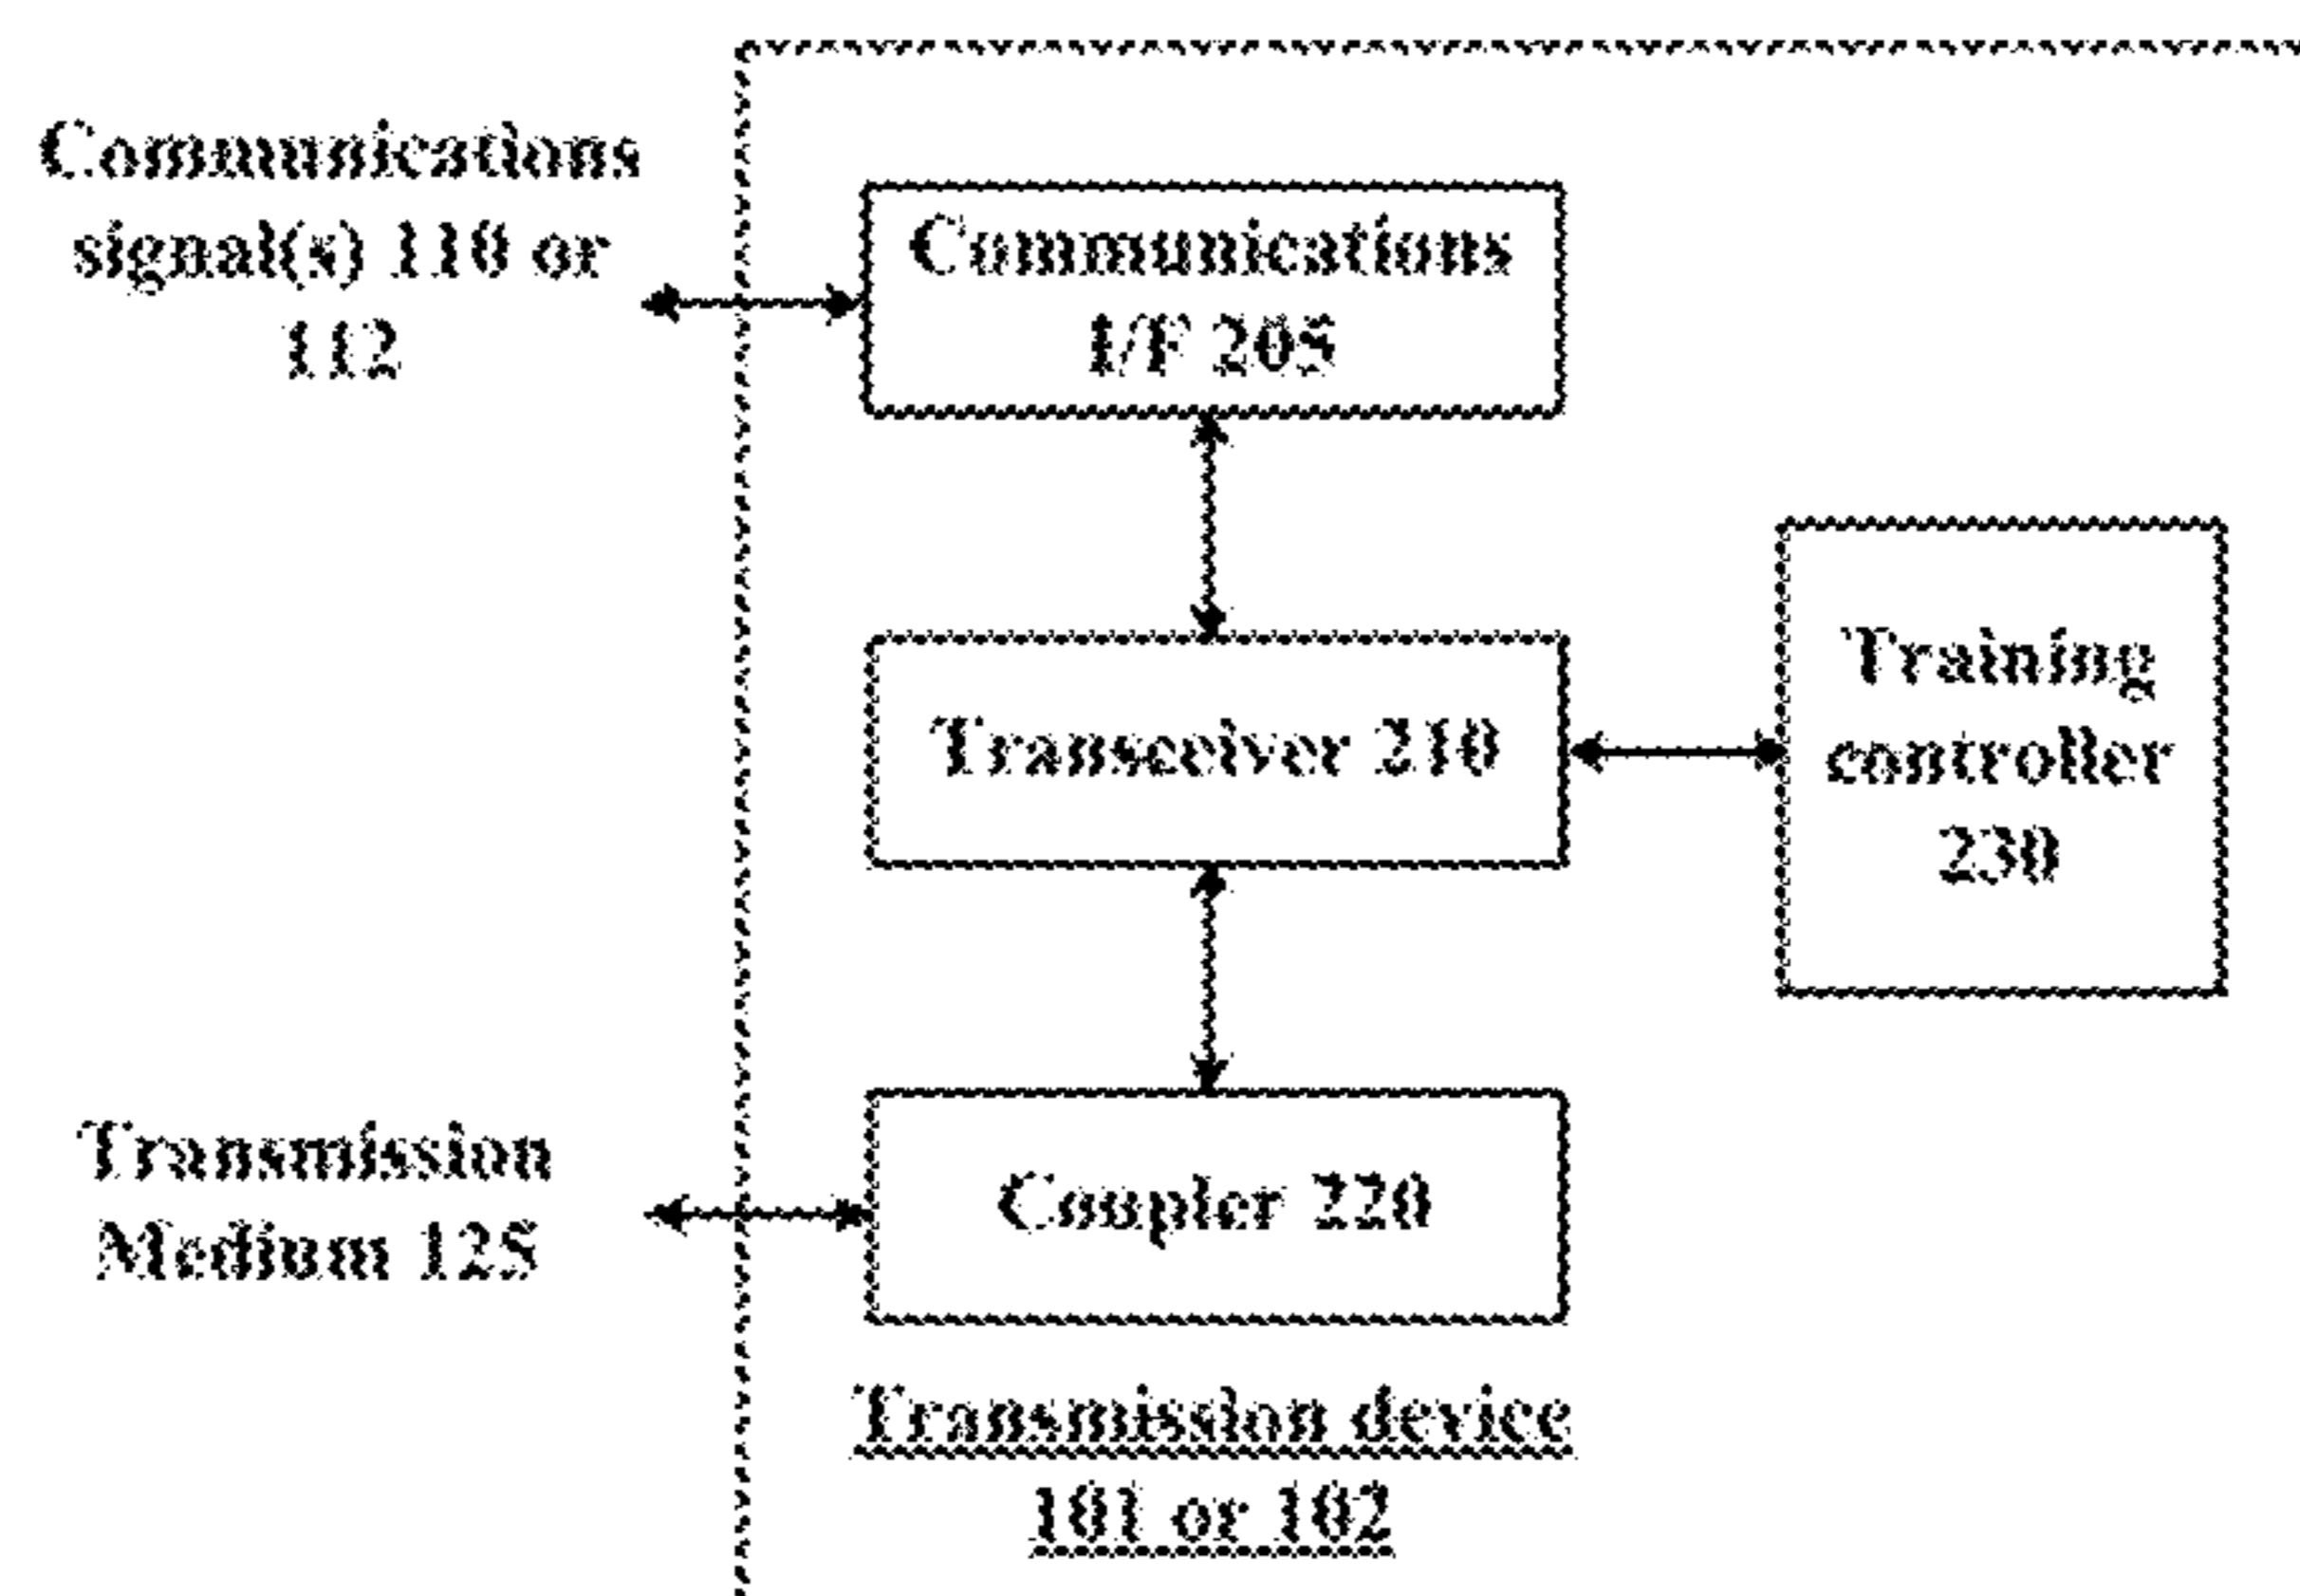 Communications
signal(s) 110 or
112
Communications
I/F 205
Transceiver 210
Training
controller
230
Transmission
Medium 125
Coupler 220
Transmission device
101 or 102